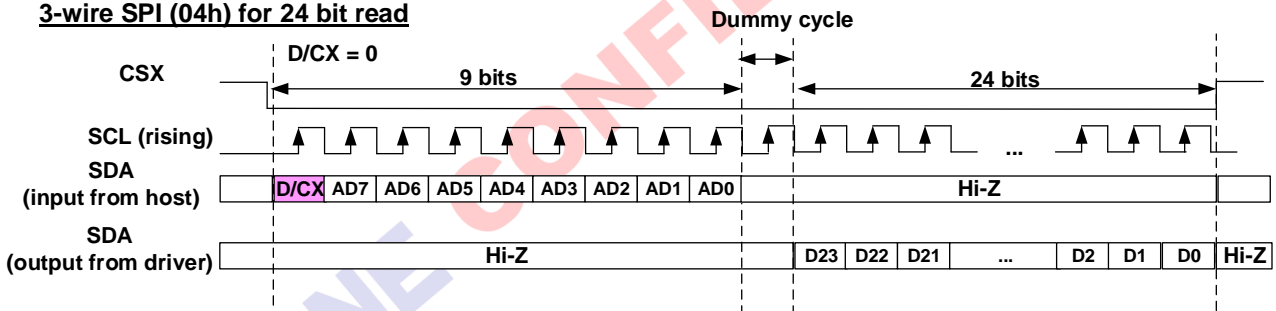 3-wire SPI (04h) for 24 bit read
Dummy cycle
D/CX = 0
CSX
9 bits
24 bits
SCL (rising)
...
SDA
(input from host)
D/CX AD7 AD6 AD5 AD4 AD3 AD2 AD1 AD0 Hi-Z
SDA
(output from driver)
Hi-Z D23 D22 D21 ... D2 D1 D0 Hi-Z